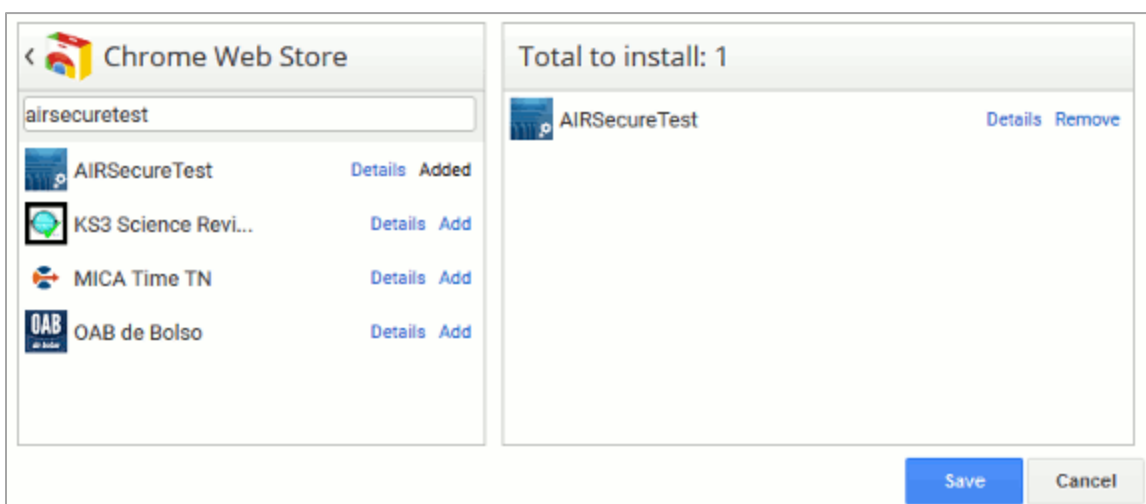 ‹ Chrome Web Store
airsecuretest
AIRSecureTest Details Added
KS3 Science Revi... Details Add
MICA Time TN Details Add
OAB OAB de Bolso Details Add
Total to install: 1
AIRSecureTest Details Remove
Save Cancel